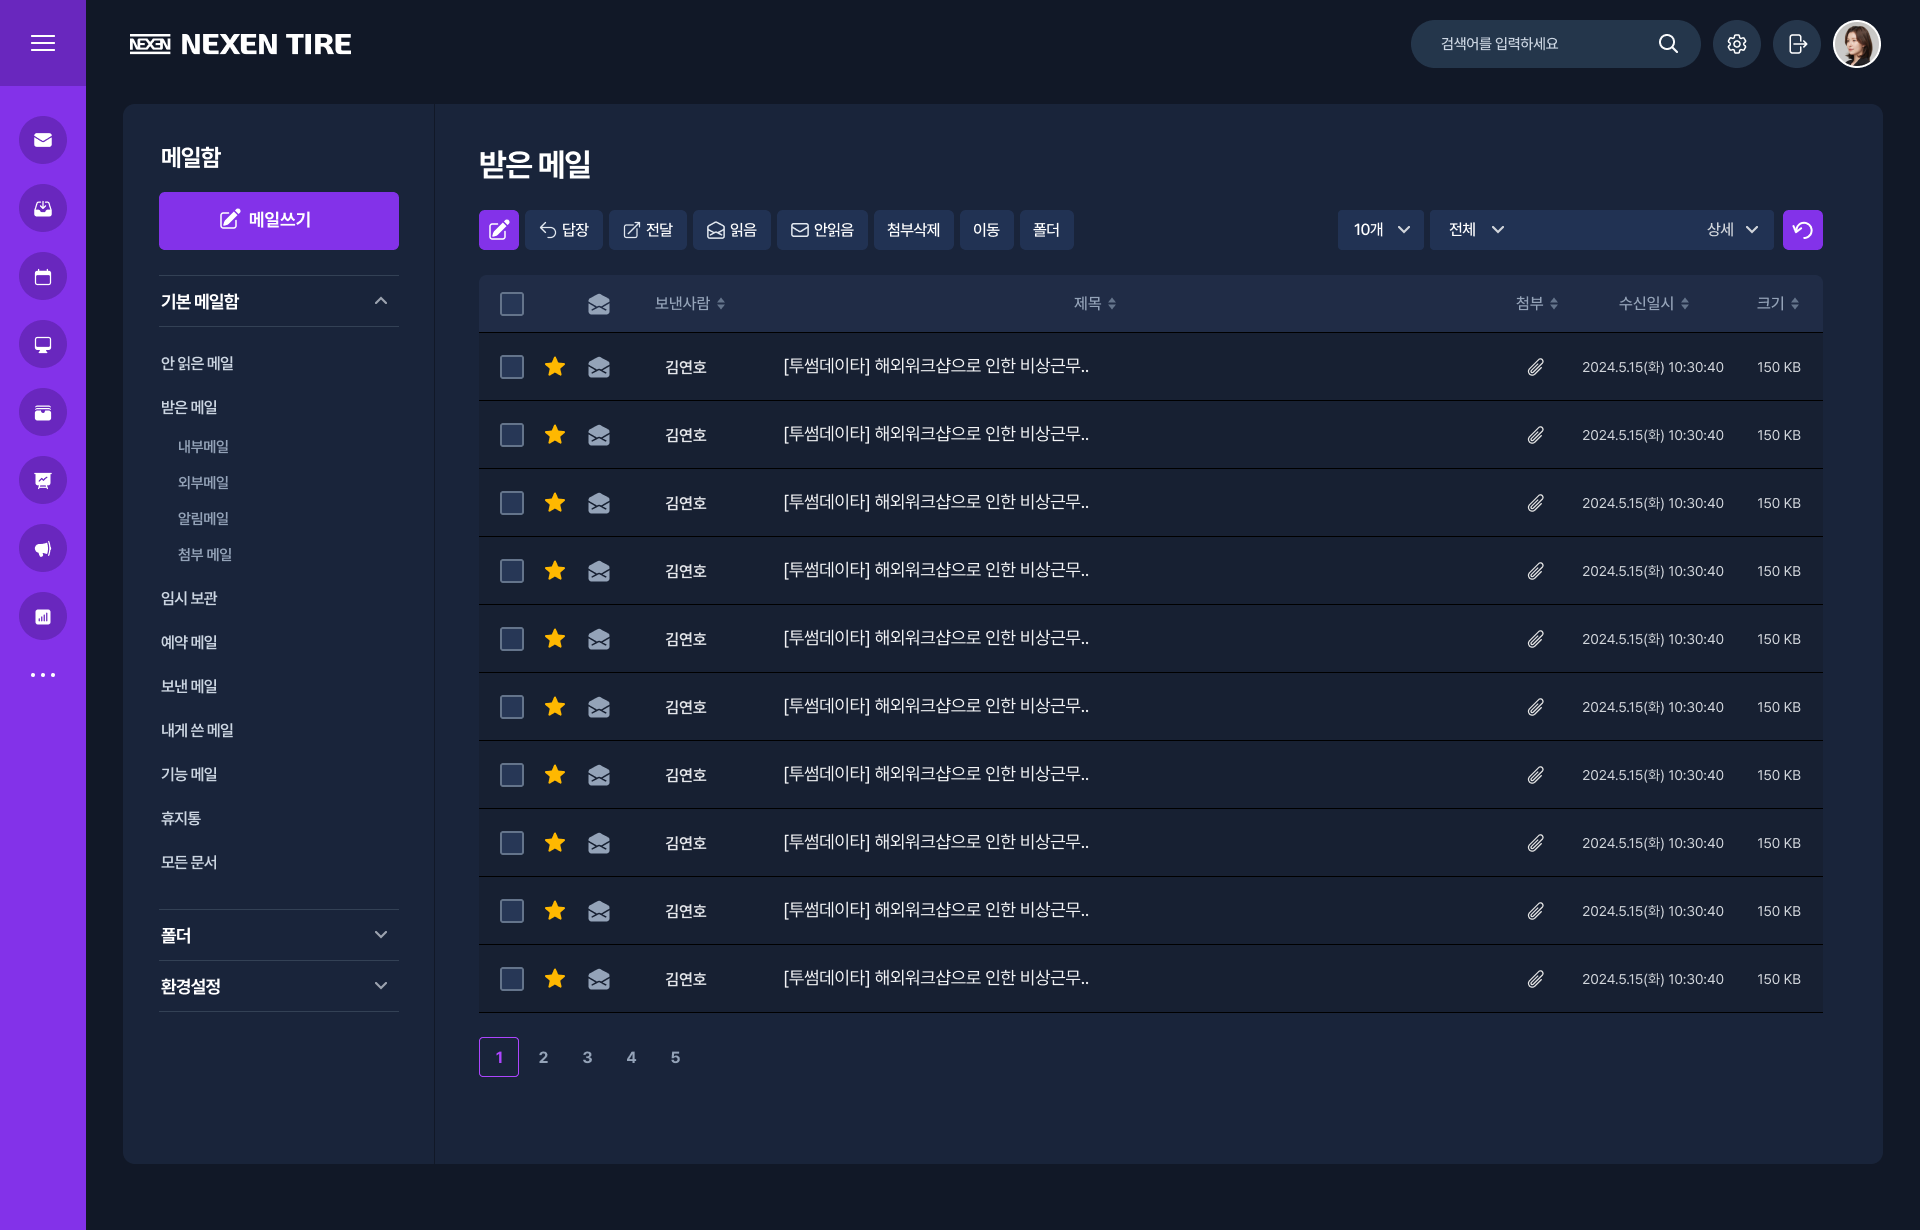 NEXEN NEXEN TIRE
검색어를 입력하세요
메일함
메일쓰기
기본 메일함
안 읽은 메일
받은 메일
내부메일
외부메일
알림메일
첨부 메일
임시 보관
예약 메일
보낸 메일
내게 쓴 메일
기능 메일
휴지통
모든 문서
폴더
환경설정
받은 메일
답장 전달 읽음 안읽음 첨부삭제 이동 폴더 10개 전체 상세
보낸사람 제목 첨부 수신일시 크기
김연호 [투썸데이타] 해외워크샵으로 인한 비상근무.. 2024.5.15(화) 10:30:40 150 KB
김연호 [투썸데이타] 해외워크샵으로 인한 비상근무.. 2024.5.15(화) 10:30:40 150 KB
김연호 [투썸데이타] 해외워크샵으로 인한 비상근무.. 2024.5.15(화) 10:30:40 150 KB
김연호 [투썸데이타] 해외워크샵으로 인한 비상근무.. 2024.5.15(화) 10:30:40 150 KB
김연호 [투썸데이타] 해외워크샵으로 인한 비상근무.. 2024.5.15(화) 10:30:40 150 KB
김연호 [투썸데이타] 해외워크샵으로 인한 비상근무.. 2024.5.15(화) 10:30:40 150 KB
김연호 [투썸데이타] 해외워크샵으로 인한 비상근무.. 2024.5.15(화) 10:30:40 150 KB
김연호 [투썸데이타] 해외워크샵으로 인한 비상근무.. 2024.5.15(화) 10:30:40 150 KB
김연호 [투썸데이타] 해외워크샵으로 인한 비상근무.. 2024.5.15(화) 10:30:40 150 KB
김연호 [투썸데이타] 해외워크샵으로 인한 비상근무.. 2024.5.15(화) 10:30:40 150 KB
1 2 3 4 5